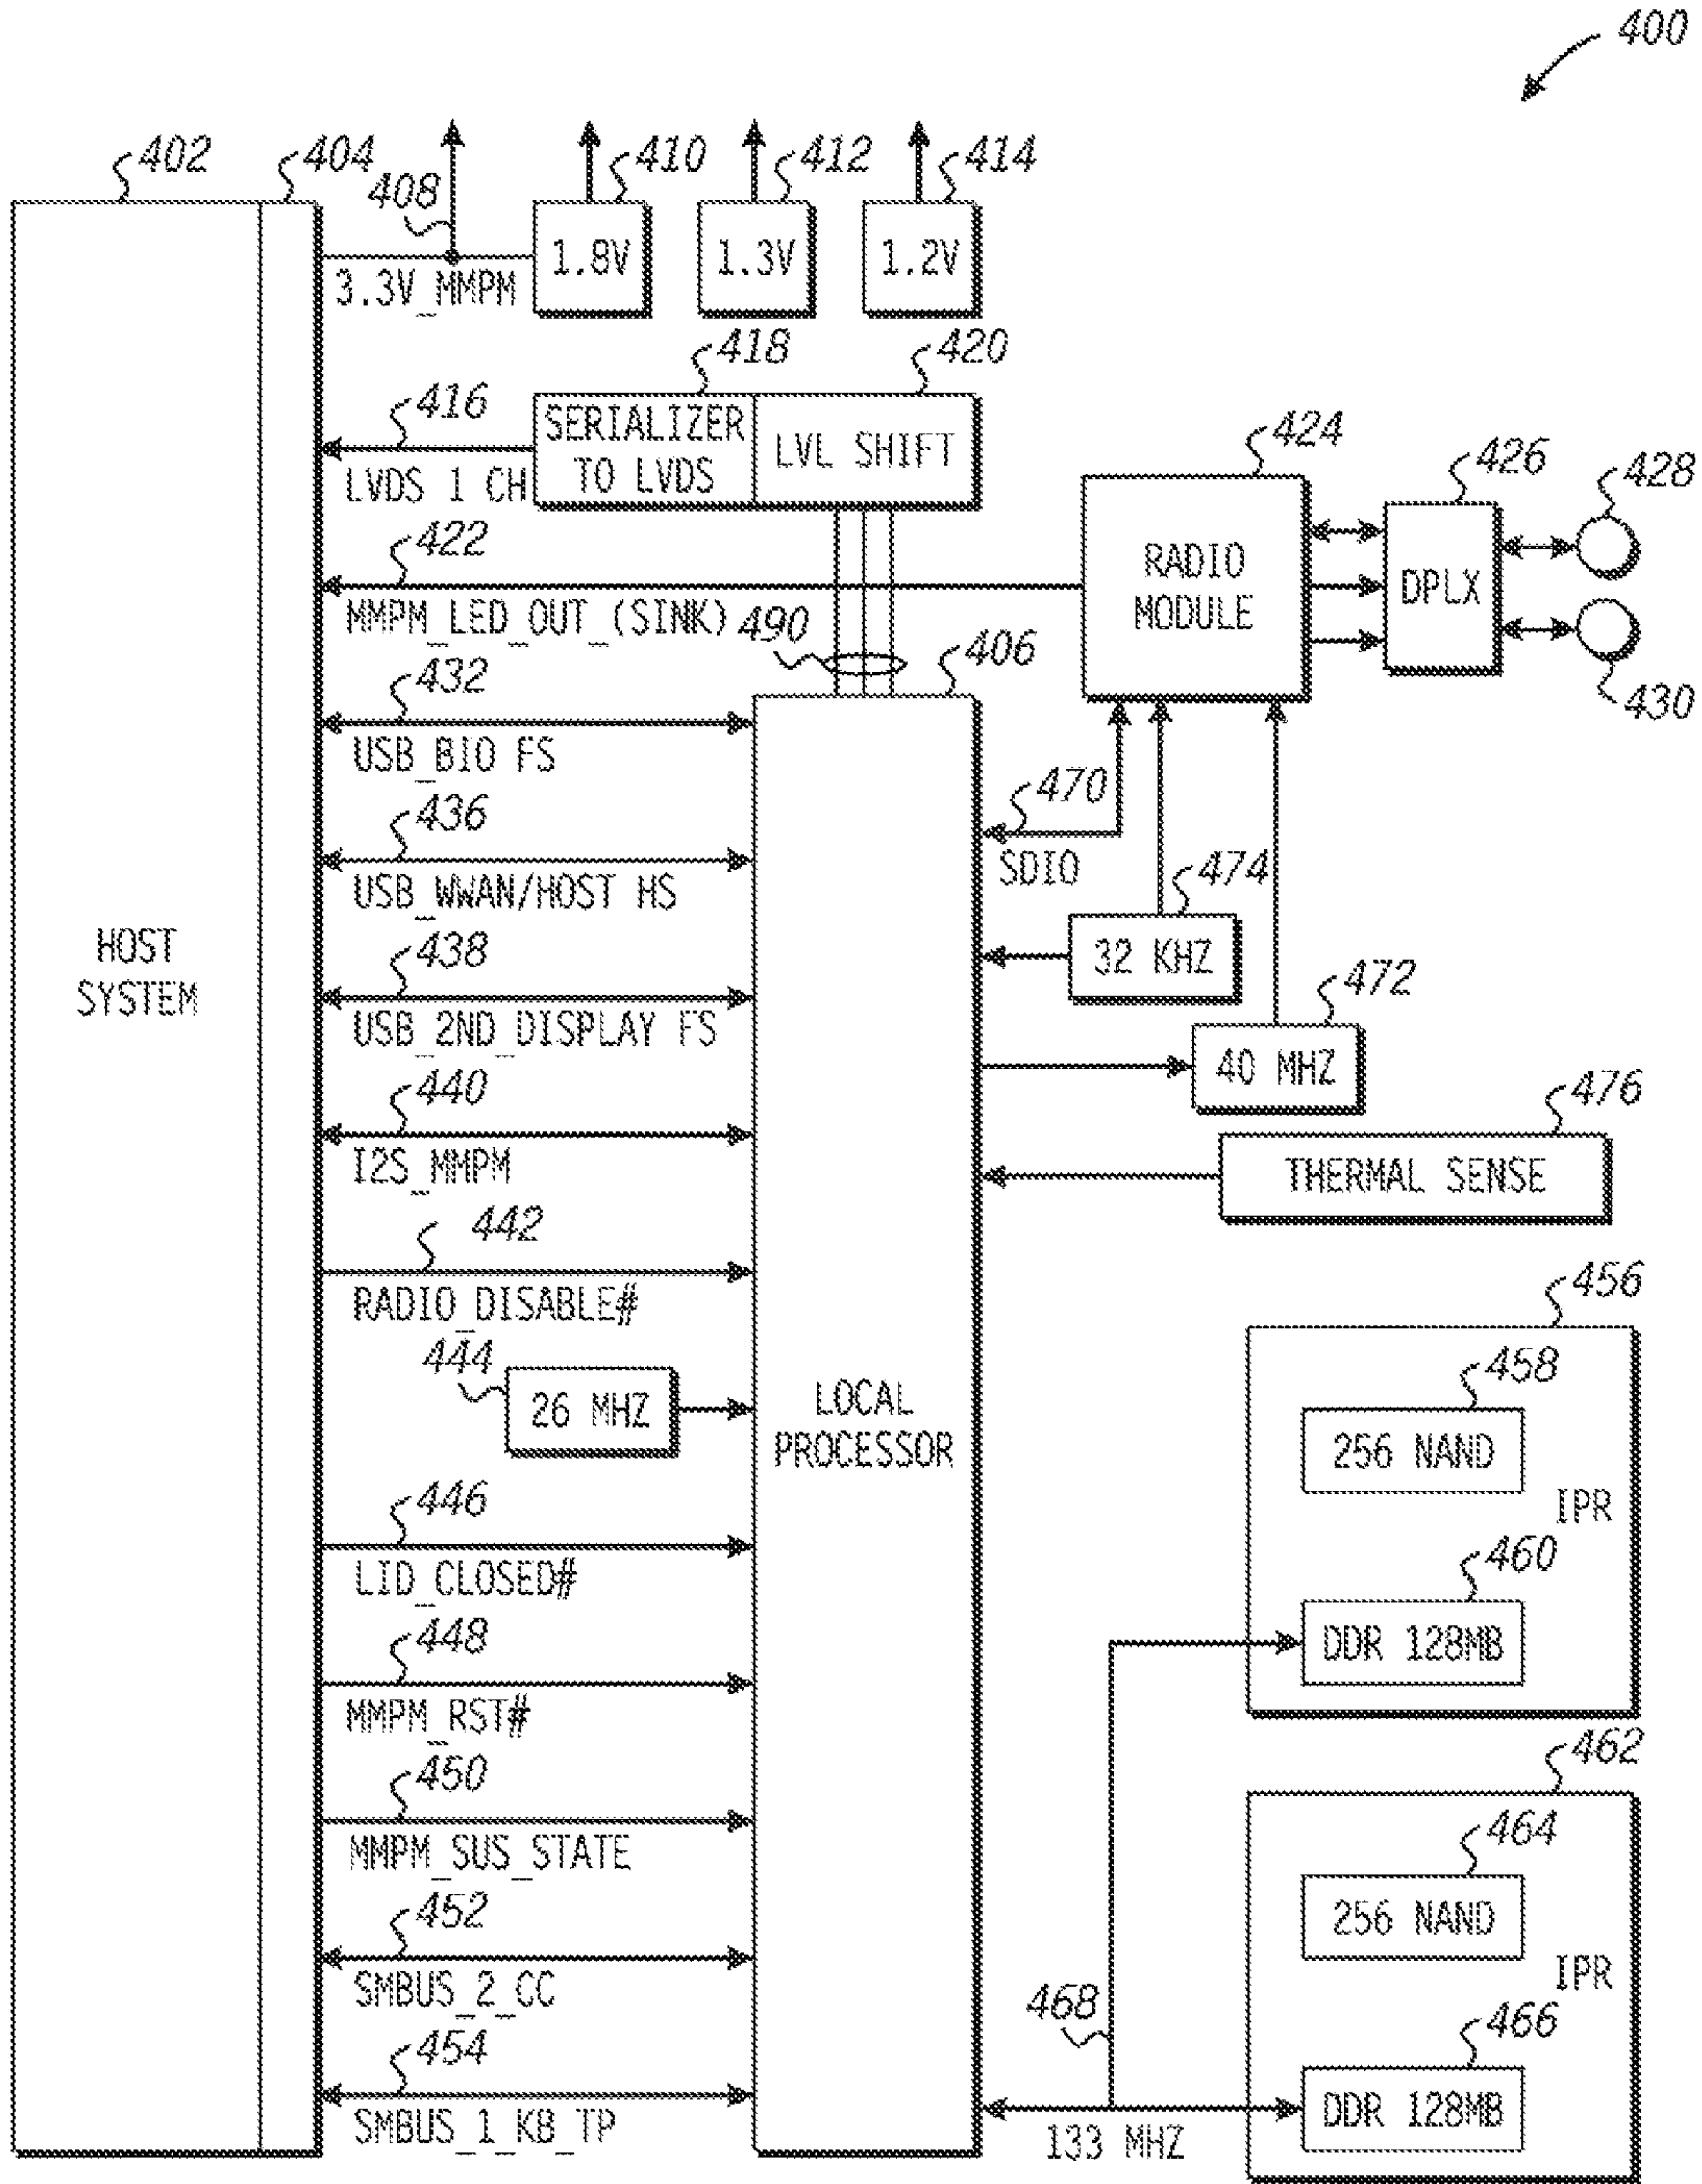 400
402
404
408
410
412
414
3.3V_MMPM
1.8V
1.3V
1.2V
418
420
416
SERIALIZER
TO LVDS
LVL SHIFT
LVDS 1 CH
424
426
428
422
RADIO
MODULE
DPLX
MMPM_LED_OUT_(SINK)
490
406
430
432
USB_BIO FS
470
SDIO
436
USB_WWAN/HOST HS
474
32 KHZ
HOST
SYSTEM
438
USB_2ND_DISPLAY FS
472
40 MHZ
440
I2S_MMPM
476
THERMAL SENSE
442
RADIO_DISABLE#
456
444
26 MHZ
LOCAL
PROCESSOR
458
256 NAND
IPR
446
LID_CLOSED#
460
DDR 128MB
448
MMPM_RST#
450
MMPM_SUS_STATE
462
464
256 NAND
IPR
452
SMBUS_2_CC
468
466
DDR 128MB
454
SMBUS_1_KB_TP
133 MHZ